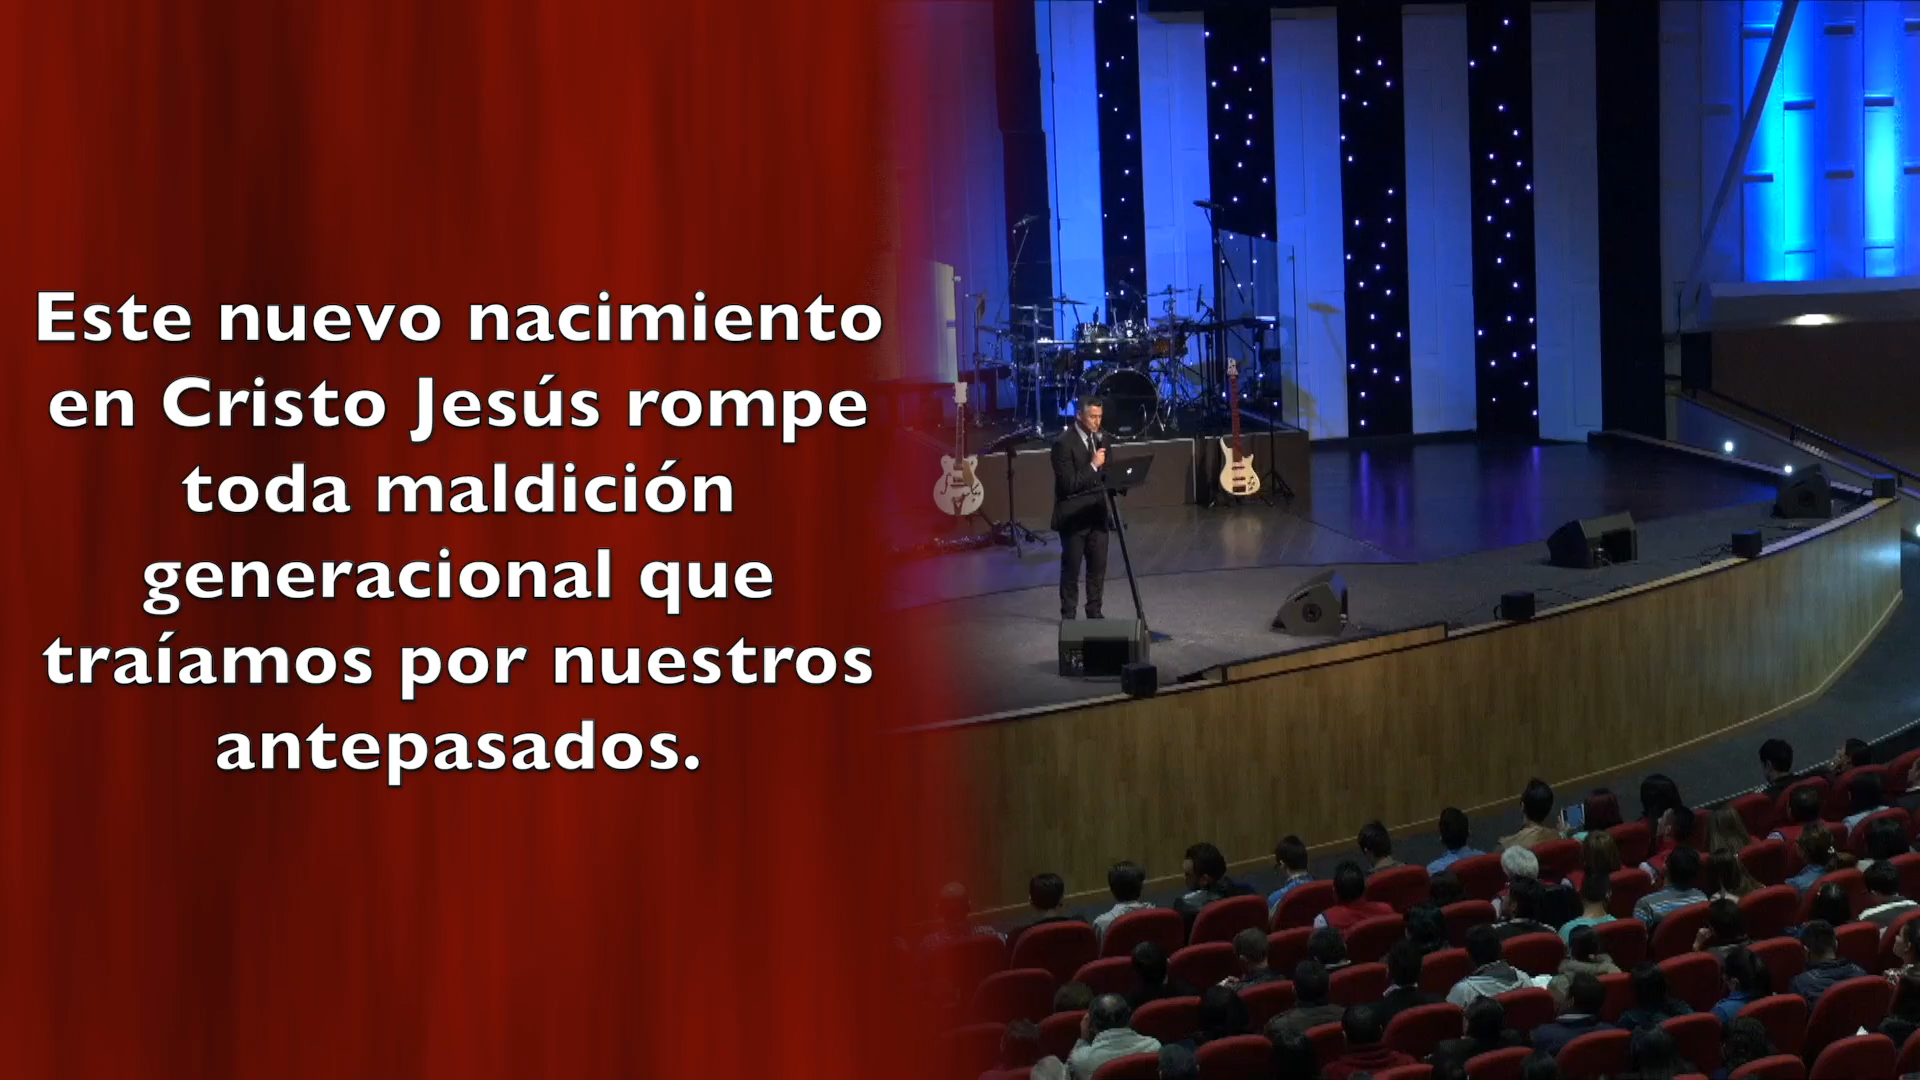 Este nuevo nacimiento
en Cristo Jesús rompe
toda maldición
generacional que
traíamos por nuestros
antepasados.